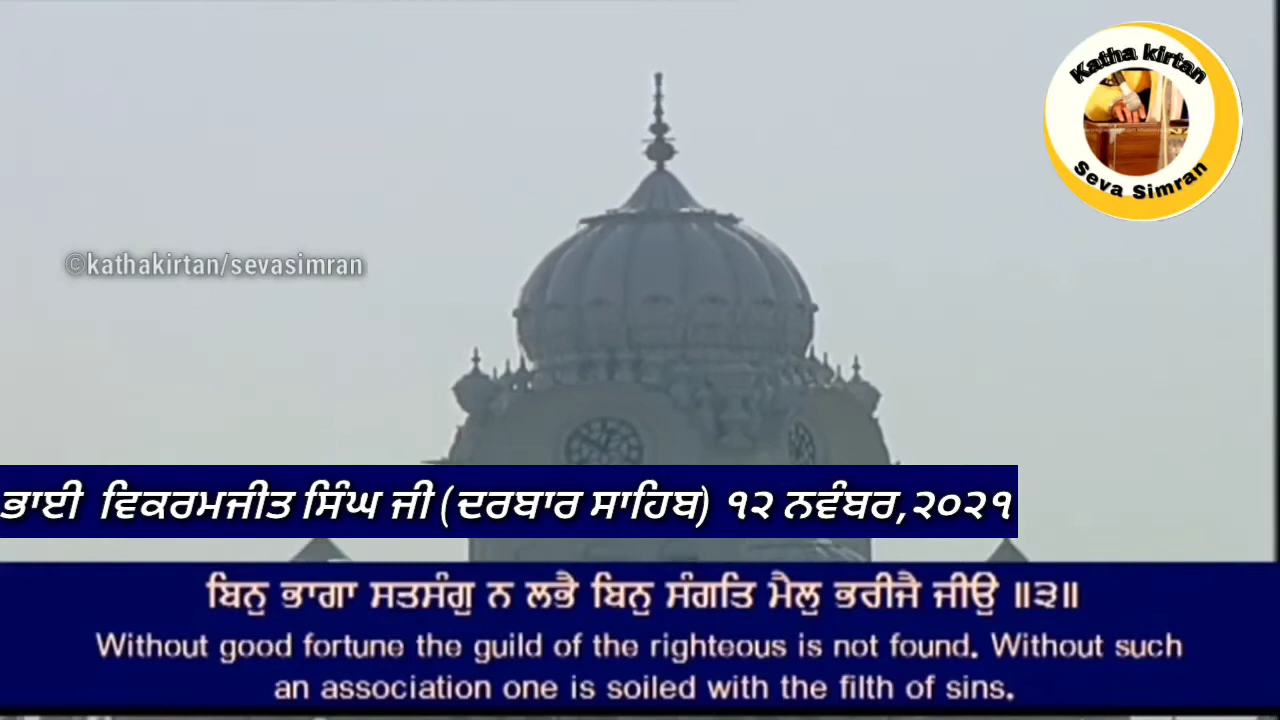 Katha kirtan
Seva Simran
©kathakirtan/sevasimran
ਭਾਈ ਵਿਕਰਮਜੀਤ ਸਿੰਘ ਜੀ (ਦਰਬਾਰ ਸਾਹਿਬ) ੧੨ ਨਵੰਬਰ,੨੦੨੧
ਬਿਨੁ ਭਾਗਾ ਸਤਸੰਗੁ ਨ ਲਭੈ ਬਿਨੁ ਸੰਗਤਿ ਮੈਲੁ ਭਰੀਜੈ ਜੀਉ ॥੩॥
Without good fortune the guild of the righteous is not found. Without such
an association one is soiled with the filth of sins.